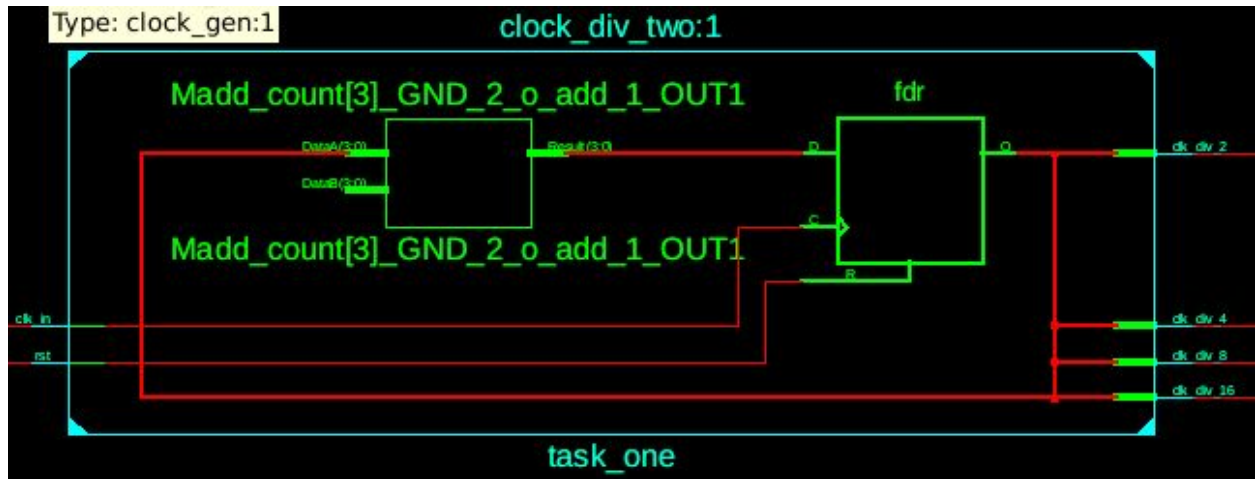 Type: clock_gen:1
clock_div_two:1
Madd_count[3]_GND_2_o_add_1_OUT1
fdr
DataA(3:0)
Result(3:0)
D
Q
clk_div_2
DataB(3:0)
C
Madd_count[3]_GND_2_o_add_1_OUT1
R
clk_in
clk_div_4
rst
clk_div_8
clk_div_16
task_one